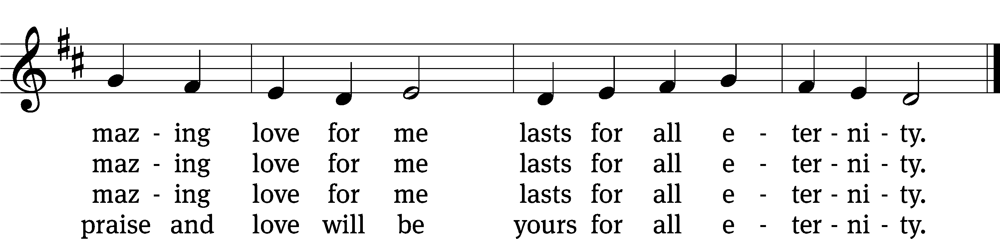 maz - ing love for me lasts for all e - ter - ni - ty.
maz - ing love for me lasts for all e - ter - ni - ty.
maz - ing love for me lasts for all e - ter - ni - ty.
praise and love will be yours for all e - ter - ni - ty.